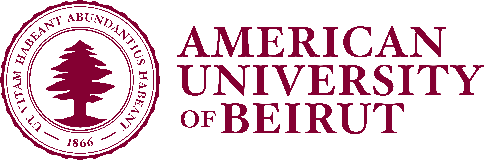 UT VITAM HABEANT ABUNDANTIUS HABEANT
1866
AMERICAN
UNIVERSITY
OF BEIRUT